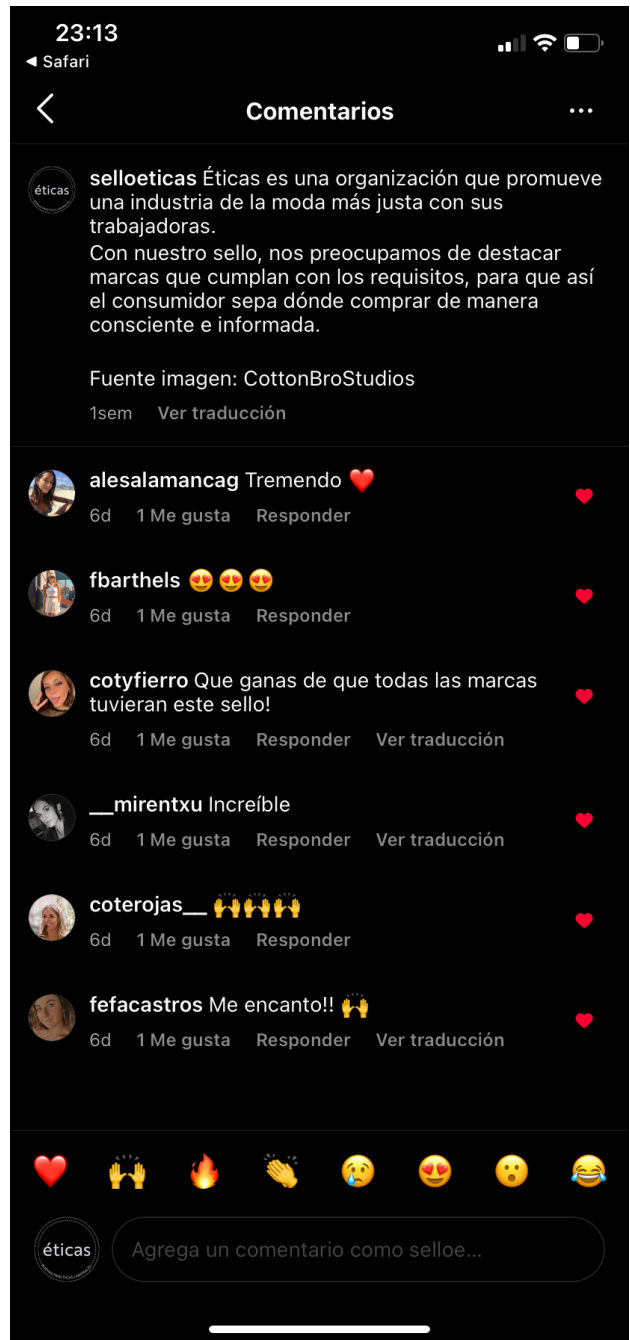 23:13
◀ Safari
Comentarios
éticas
selloeticas Éticas es una organización que promueve
una industria de la moda más justa con sus
trabajadoras.
Con nuestro sello, nos preocupamos de destacar
marcas que cumplan con los requisitos, para que así
el consumidor sepa dónde comprar de manera
consciente e informada.
Fuente imagen: CottonBroStudios
1sem Ver traducción
alesalamancag Tremendo ❤️
6d 1 Me gusta Responder
fbarthels 😍😍😍
6d 1 Me gusta Responder
cotyfierro Que ganas de que todas las marcas
tuvieran este sello!
6d 1 Me gusta Responder Ver traducción
__mirentxu Increíble
6d 1 Me gusta Responder Ver traducción
coterojas__ 🙌🙌🙌
6d 1 Me gusta Responder
fefacastros Me encanto!! 🙌
6d 1 Me gusta Responder Ver traducción
❤️ 🙌 🔥 👏 😢 😍 😮 😂
éticas
Agrega un comentario como selloe...